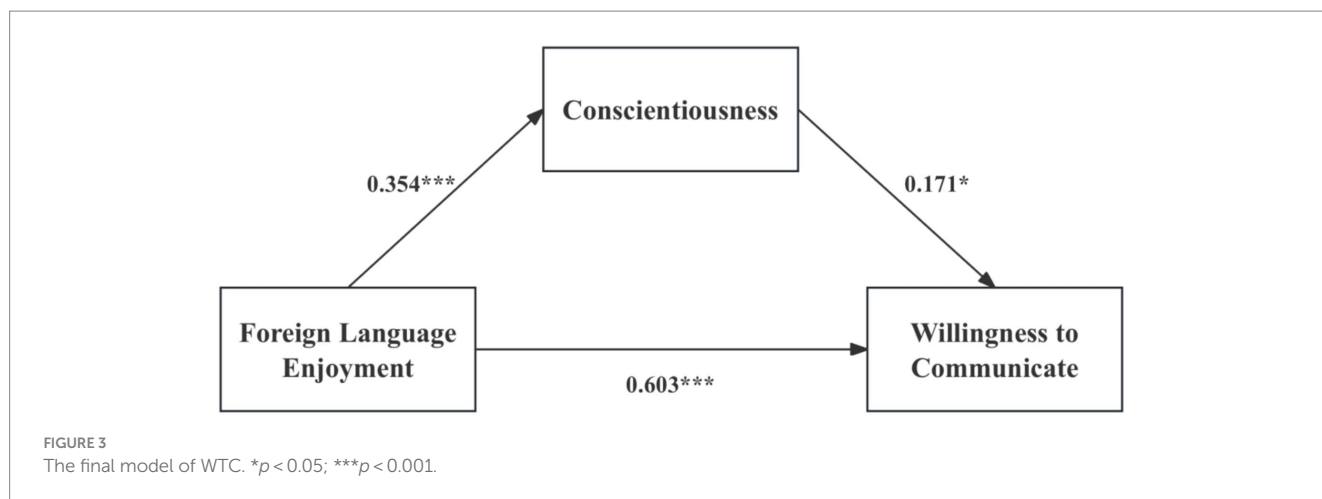 Conscientiousness
0.354***
0.171*
Foreign Language
Enjoyment
Willingness to
Communicate
0.603***
FIGURE 3
The final model of WTC. *p < 0.05; ***p < 0.001.